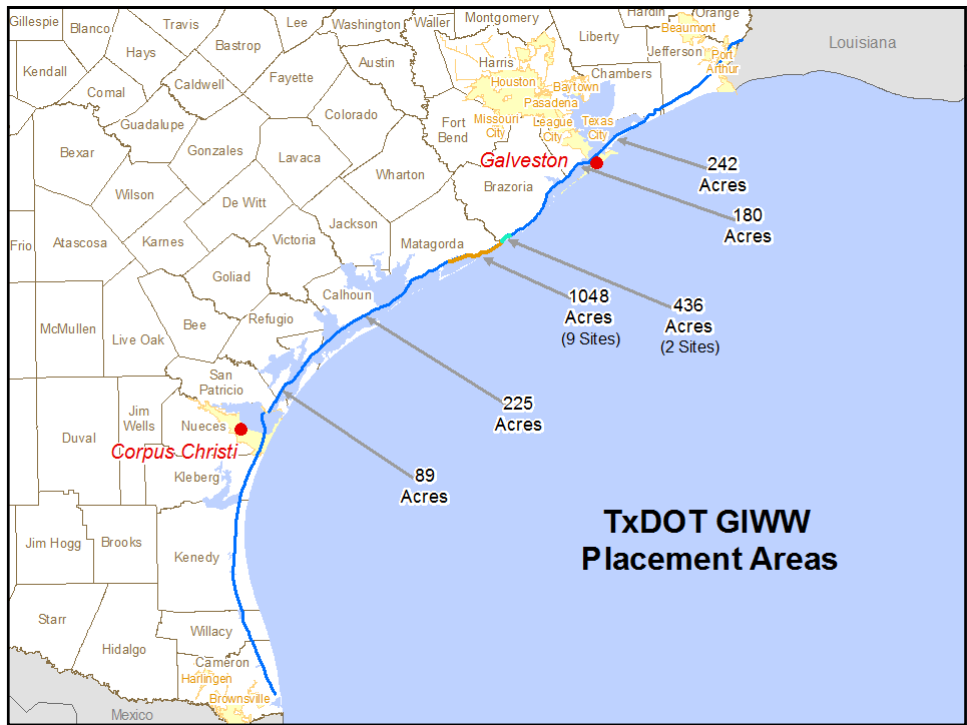 Gillespie
Blanco
Travis
Lee
Washington
Waller
Montgomery
Hardin
Orange
Beaumont
Louisiana
Hays
Bastrop
Austin
Harris
Liberty
Jefferson
Port
Arthur
Kendall
Caldwell
Fayette
Houston
Chambers
Comal
Colorado
Baytown
Pasadena
Guadalupe
Fort
Bend
Missouri
City
League
City
Texas
City
Bexar
Gonzales
Lavaca
Galveston
242
Acres
Wharton
Brazoria
Wilson
De Witt
180
Acres
Jackson
Frio
Atascosa
Karnes
Victoria
Matagorda
Goliad
Calhoun
1048
Acres
(9 Sites)
436
Acres
(2 Sites)
McMullen
Live Oak
Bee
Refugio
San
Patricio
225
Acres
Duval
Jim
Wells
Nueces
Corpus Christi
Kleberg
89
Acres
TxDOT GIWW
Placement Areas
Jim Hogg
Brooks
Kenedy
Starr
Hidalgo
Willacy
Cameron
Harlingen
Brownsville
Mexico